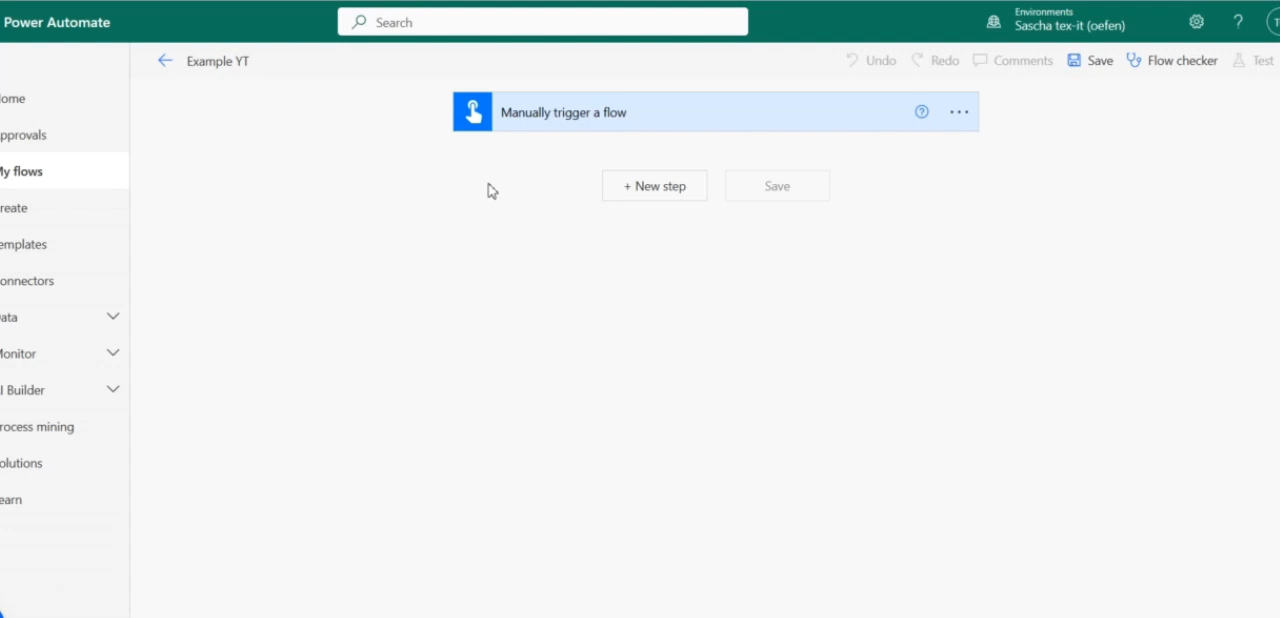 Power Automate
Search
Environments
Sascha tex-it (oefen)
?
T
Example YT
Undo
Redo
Comments
Save
Flow checker
Test
ome
pprovals
My flows
reate
emplates
onnectors
ata
Monitor
I Builder
rocess mining
olutions
earn
Manually trigger a flow
?
...
+ New step
Save